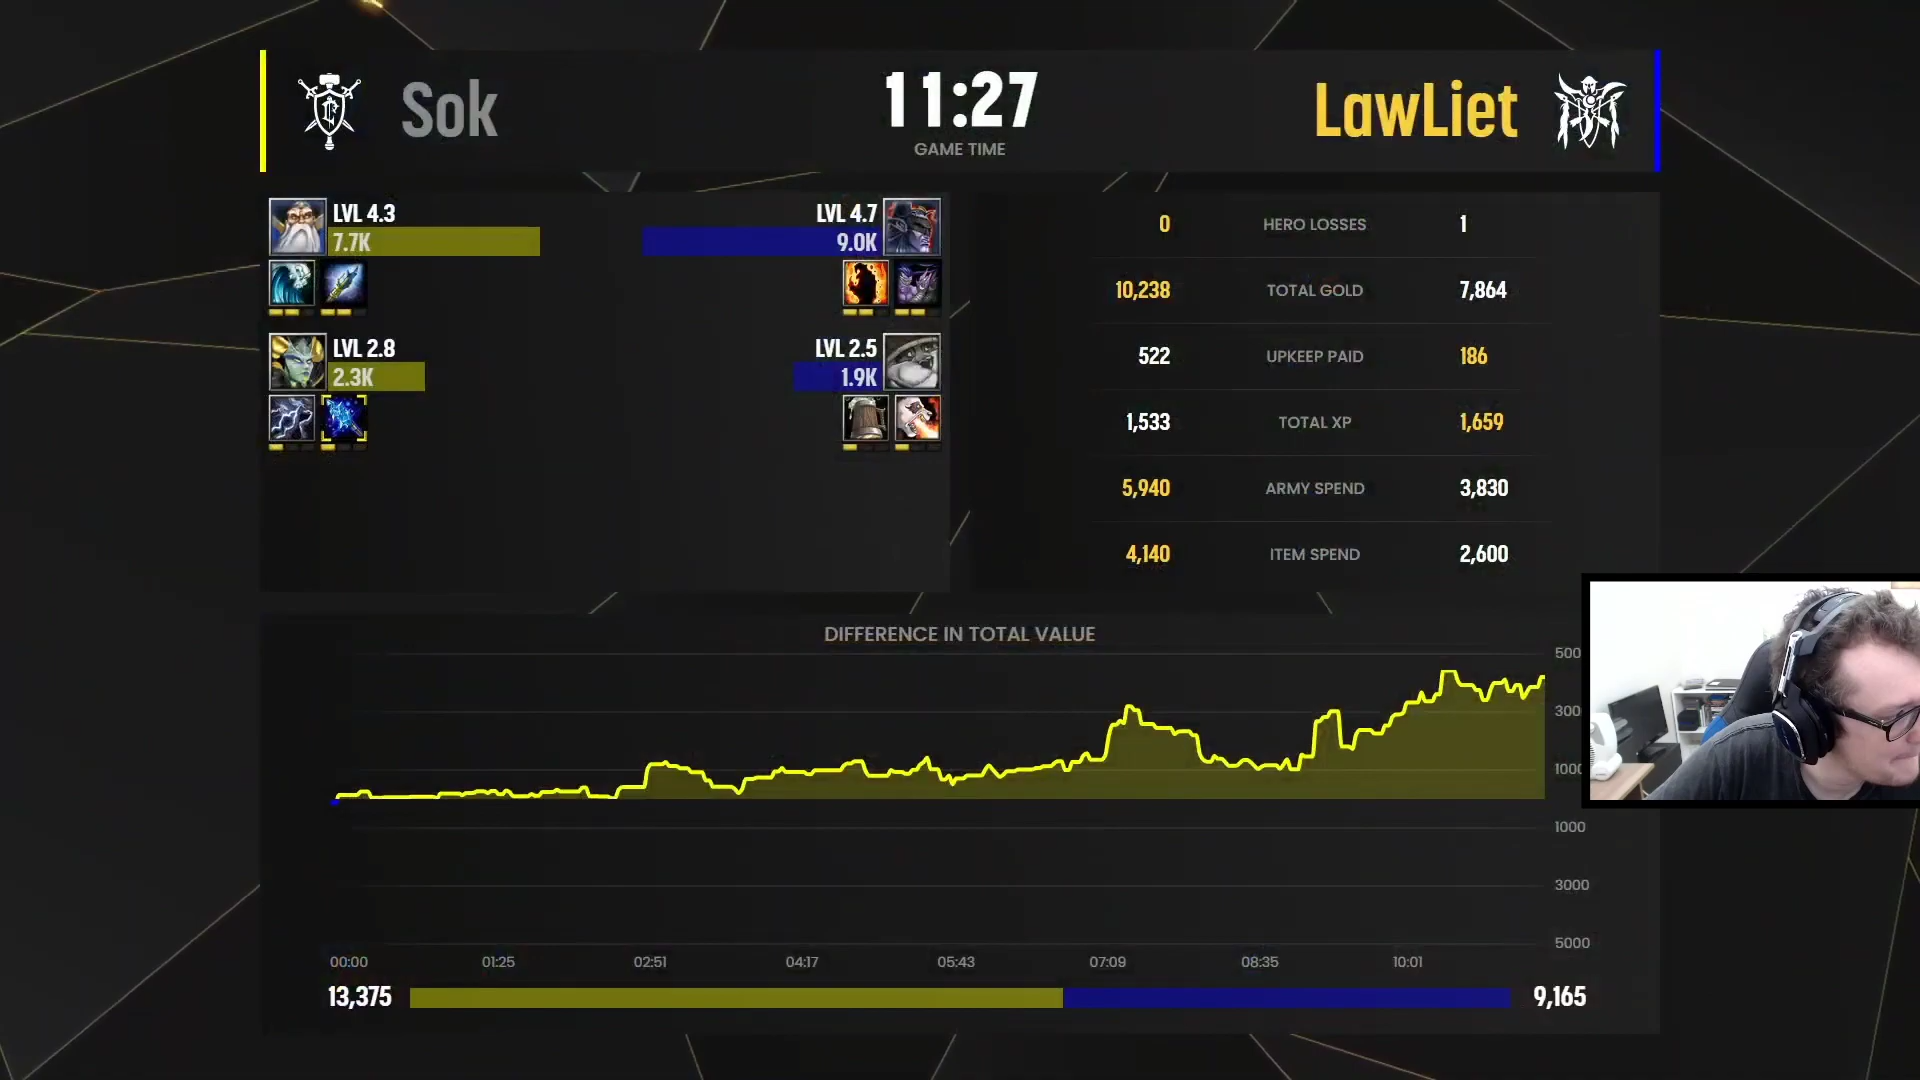 Sok
11:27
GAME TIME
LawLiet
LVL 4.3
7.7K
LVL 4.7
9.0K
LVL 2.8
2.3K
LVL 2.5
1.9K
0 HERO LOSSES 1
10,238 TOTAL GOLD 7,864
522 UPKEEP PAID 186
1,533 TOTAL XP 1,659
5,940 ARMY SPEND 3,830
4,140 ITEM SPEND 2,600
DIFFERENCE IN TOTAL VALUE
1000
3000
5000
00:00 01:25 02:51 04:17 05:43 07:09 08:35 10:01
13,375 9,165